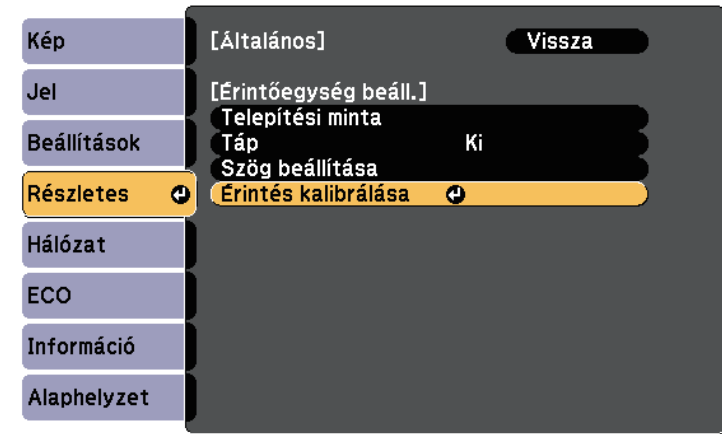 Kép
Jel
Beállítások
Részletes
Hálózat
ECO
Információ
Alaphelyzet
[Általános] Vissza
[Érintőegység beáll.]
Telepítési minta
Táp Ki
Szög beállítása
Érintés kalibrálása